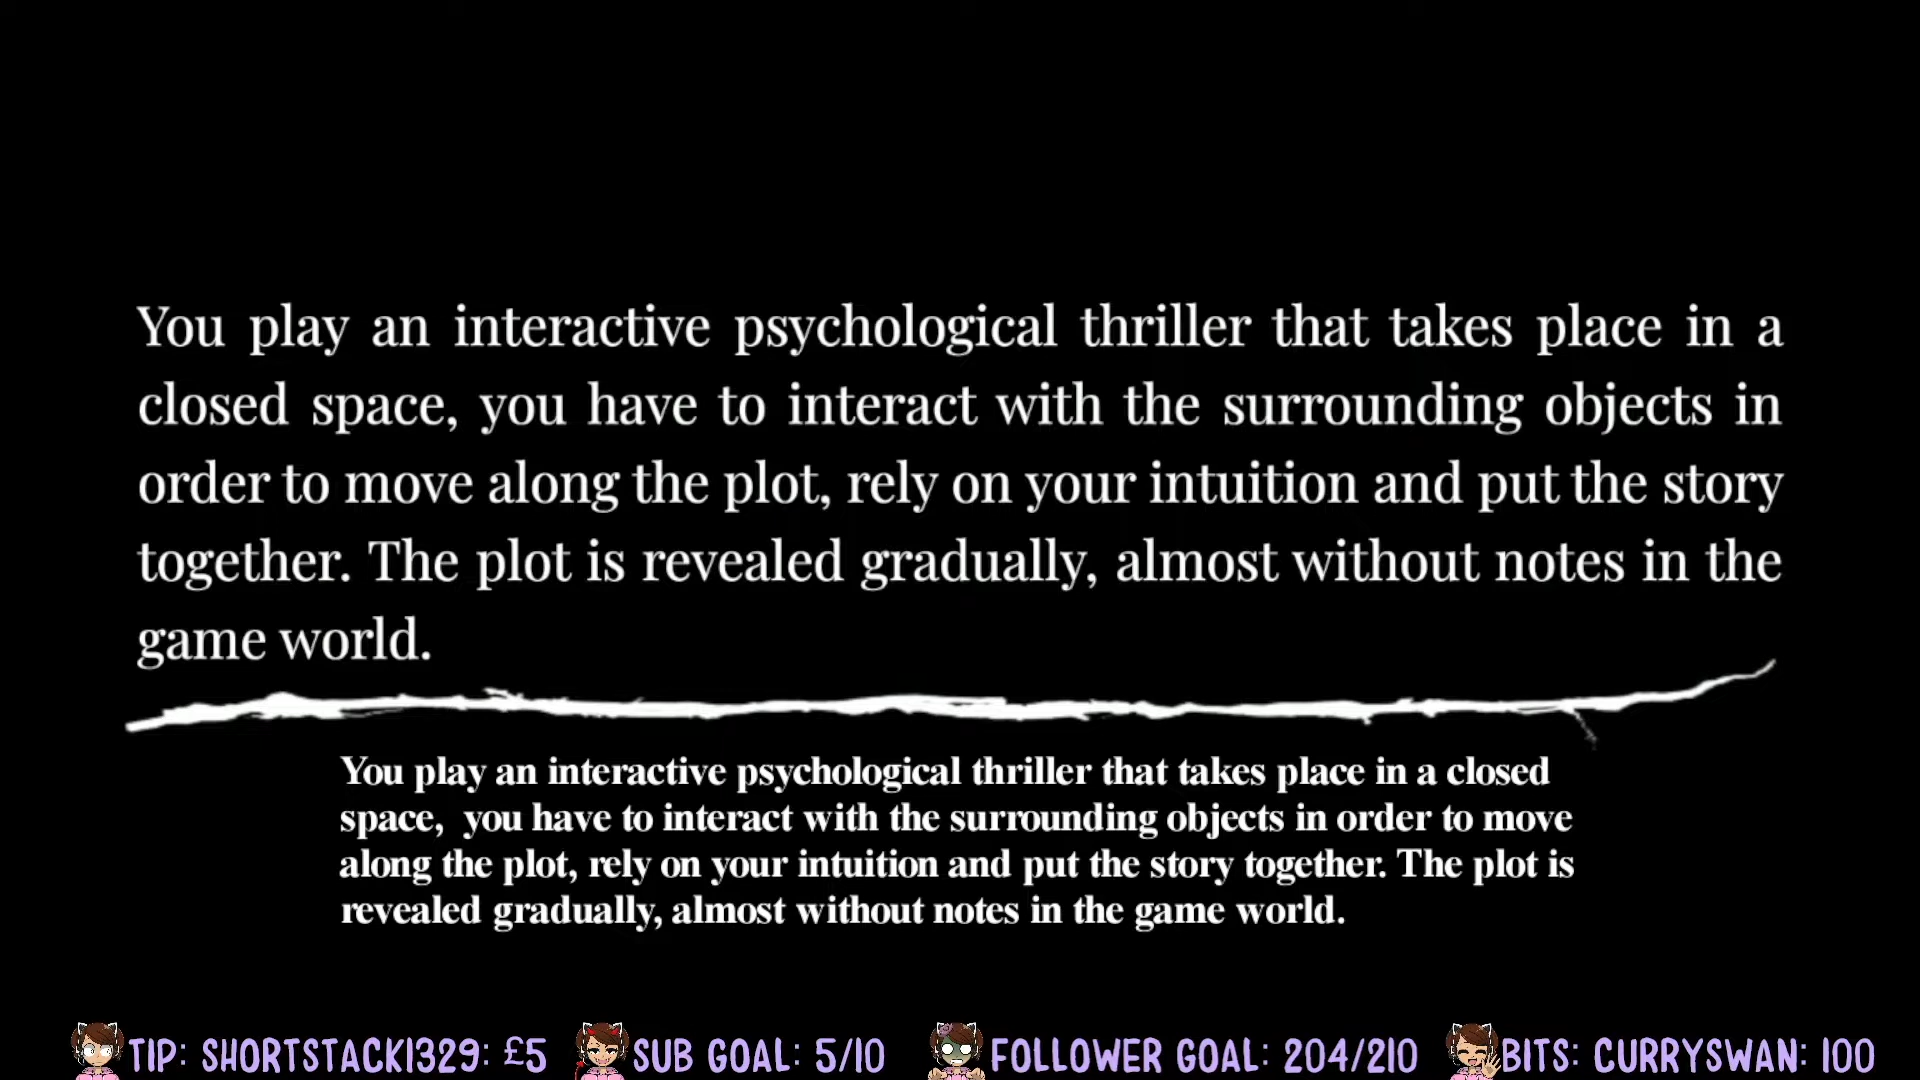 You play an interactive psychological thriller that takes place in a
closed space, you have to interact with the surrounding objects in
order to move along the plot, rely on your intuition and put the story
together. The plot is revealed gradually, almost without notes in the
game world.
You play an interactive psychological thriller that takes place in a closed
space,  you have to interact with the surrounding objects in order to move
along the plot, rely on your intuition and put the story together. The plot is
revealed gradually, almost without notes in the game world.
TIP: SHORTSTACK1329: £5 SUB GOAL: 5/10 FOLLOWER GOAL: 204/210 BITS: CURRYSWAN: 100